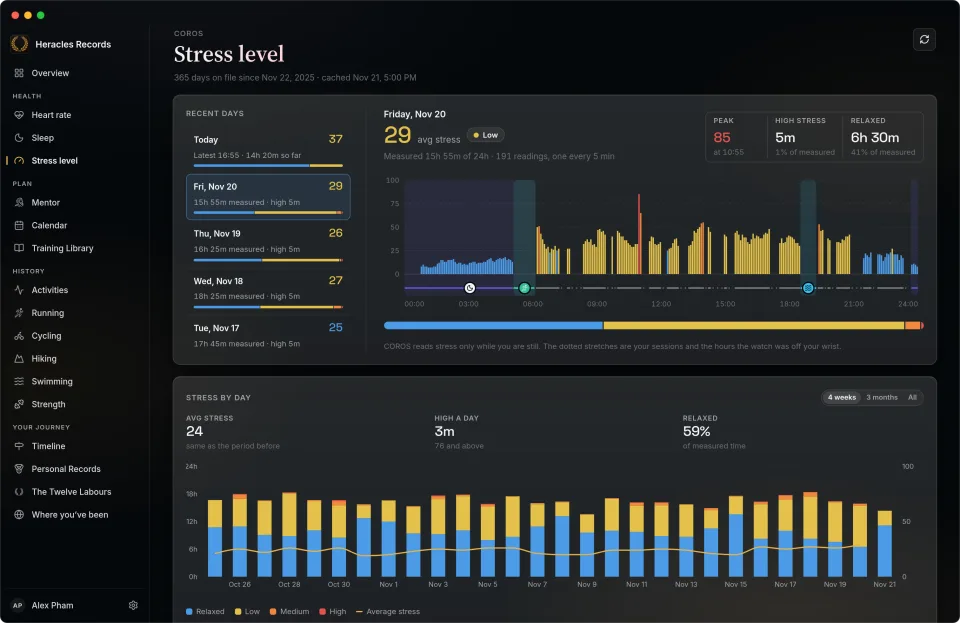 Heracles Records
Overview
HEALTH
Heart rate
Sleep
Stress level
PLAN
Mentor
Calendar
Training Library
HISTORY
Activities
Running
Cycling
Hiking
Swimming
Strength
YOUR JOURNEY
Timeline
Personal Records
The Twelve Labours
Where you've been
AP Alex Pham
COROS
Stress level
365 days on file since Nov 22, 2025 · cached Nov 21, 5:00 PM
RECENT DAYS
Today 37
Latest 16:55 · 14h 20m so far
Fri, Nov 20 29
15h 55m measured · high 5m
Thu, Nov 19 26
16h 25m measured · high 5m
Wed, Nov 18 27
18h 25m measured · high 5m
Tue, Nov 17 25
17h 45m measured · high 5m
Friday, Nov 20
29 avg stress Low
Measured 15h 55m of 24h · 191 readings, one every 5 min
PEAK
85
at 10:55
HIGH STRESS
5m
1% of measured
RELAXED
6h 30m
41% of measured
100
75
50
25
0
00:00 03:00 06:00 09:00 12:00 15:00 18:00 21:00 24:00
COROS reads stress only while you are still. The dotted stretches are your sessions and the hours the watch was off your wrist.
STRESS BY DAY
4 weeks 3 months All
AVG STRESS
24
same as the period before
HIGH A DAY
3m
76 and above
RELAXED
59%
of measured time
24h 100
18h
12h 50
6h
0h 0
Oct 26 Oct 28 Oct 30 Nov 1 Nov 3 Nov 5 Nov 7 Nov 9 Nov 11 Nov 13 Nov 15 Nov 17 Nov 19 Nov 21
Relaxed Low Medium High Average stress